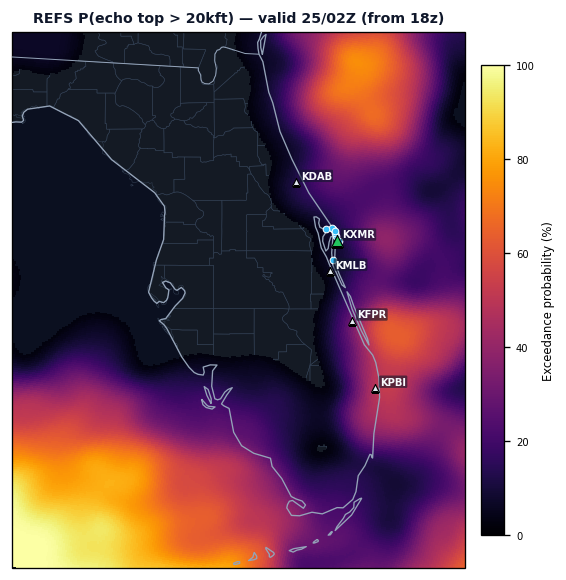 REFS P(echo top > 20kft) — valid 25/02Z (from 18z)
KDAB
KXMR
KMLB
KFPR
KPBI
100
80
60
40
20
0
Exceedance probability (%)